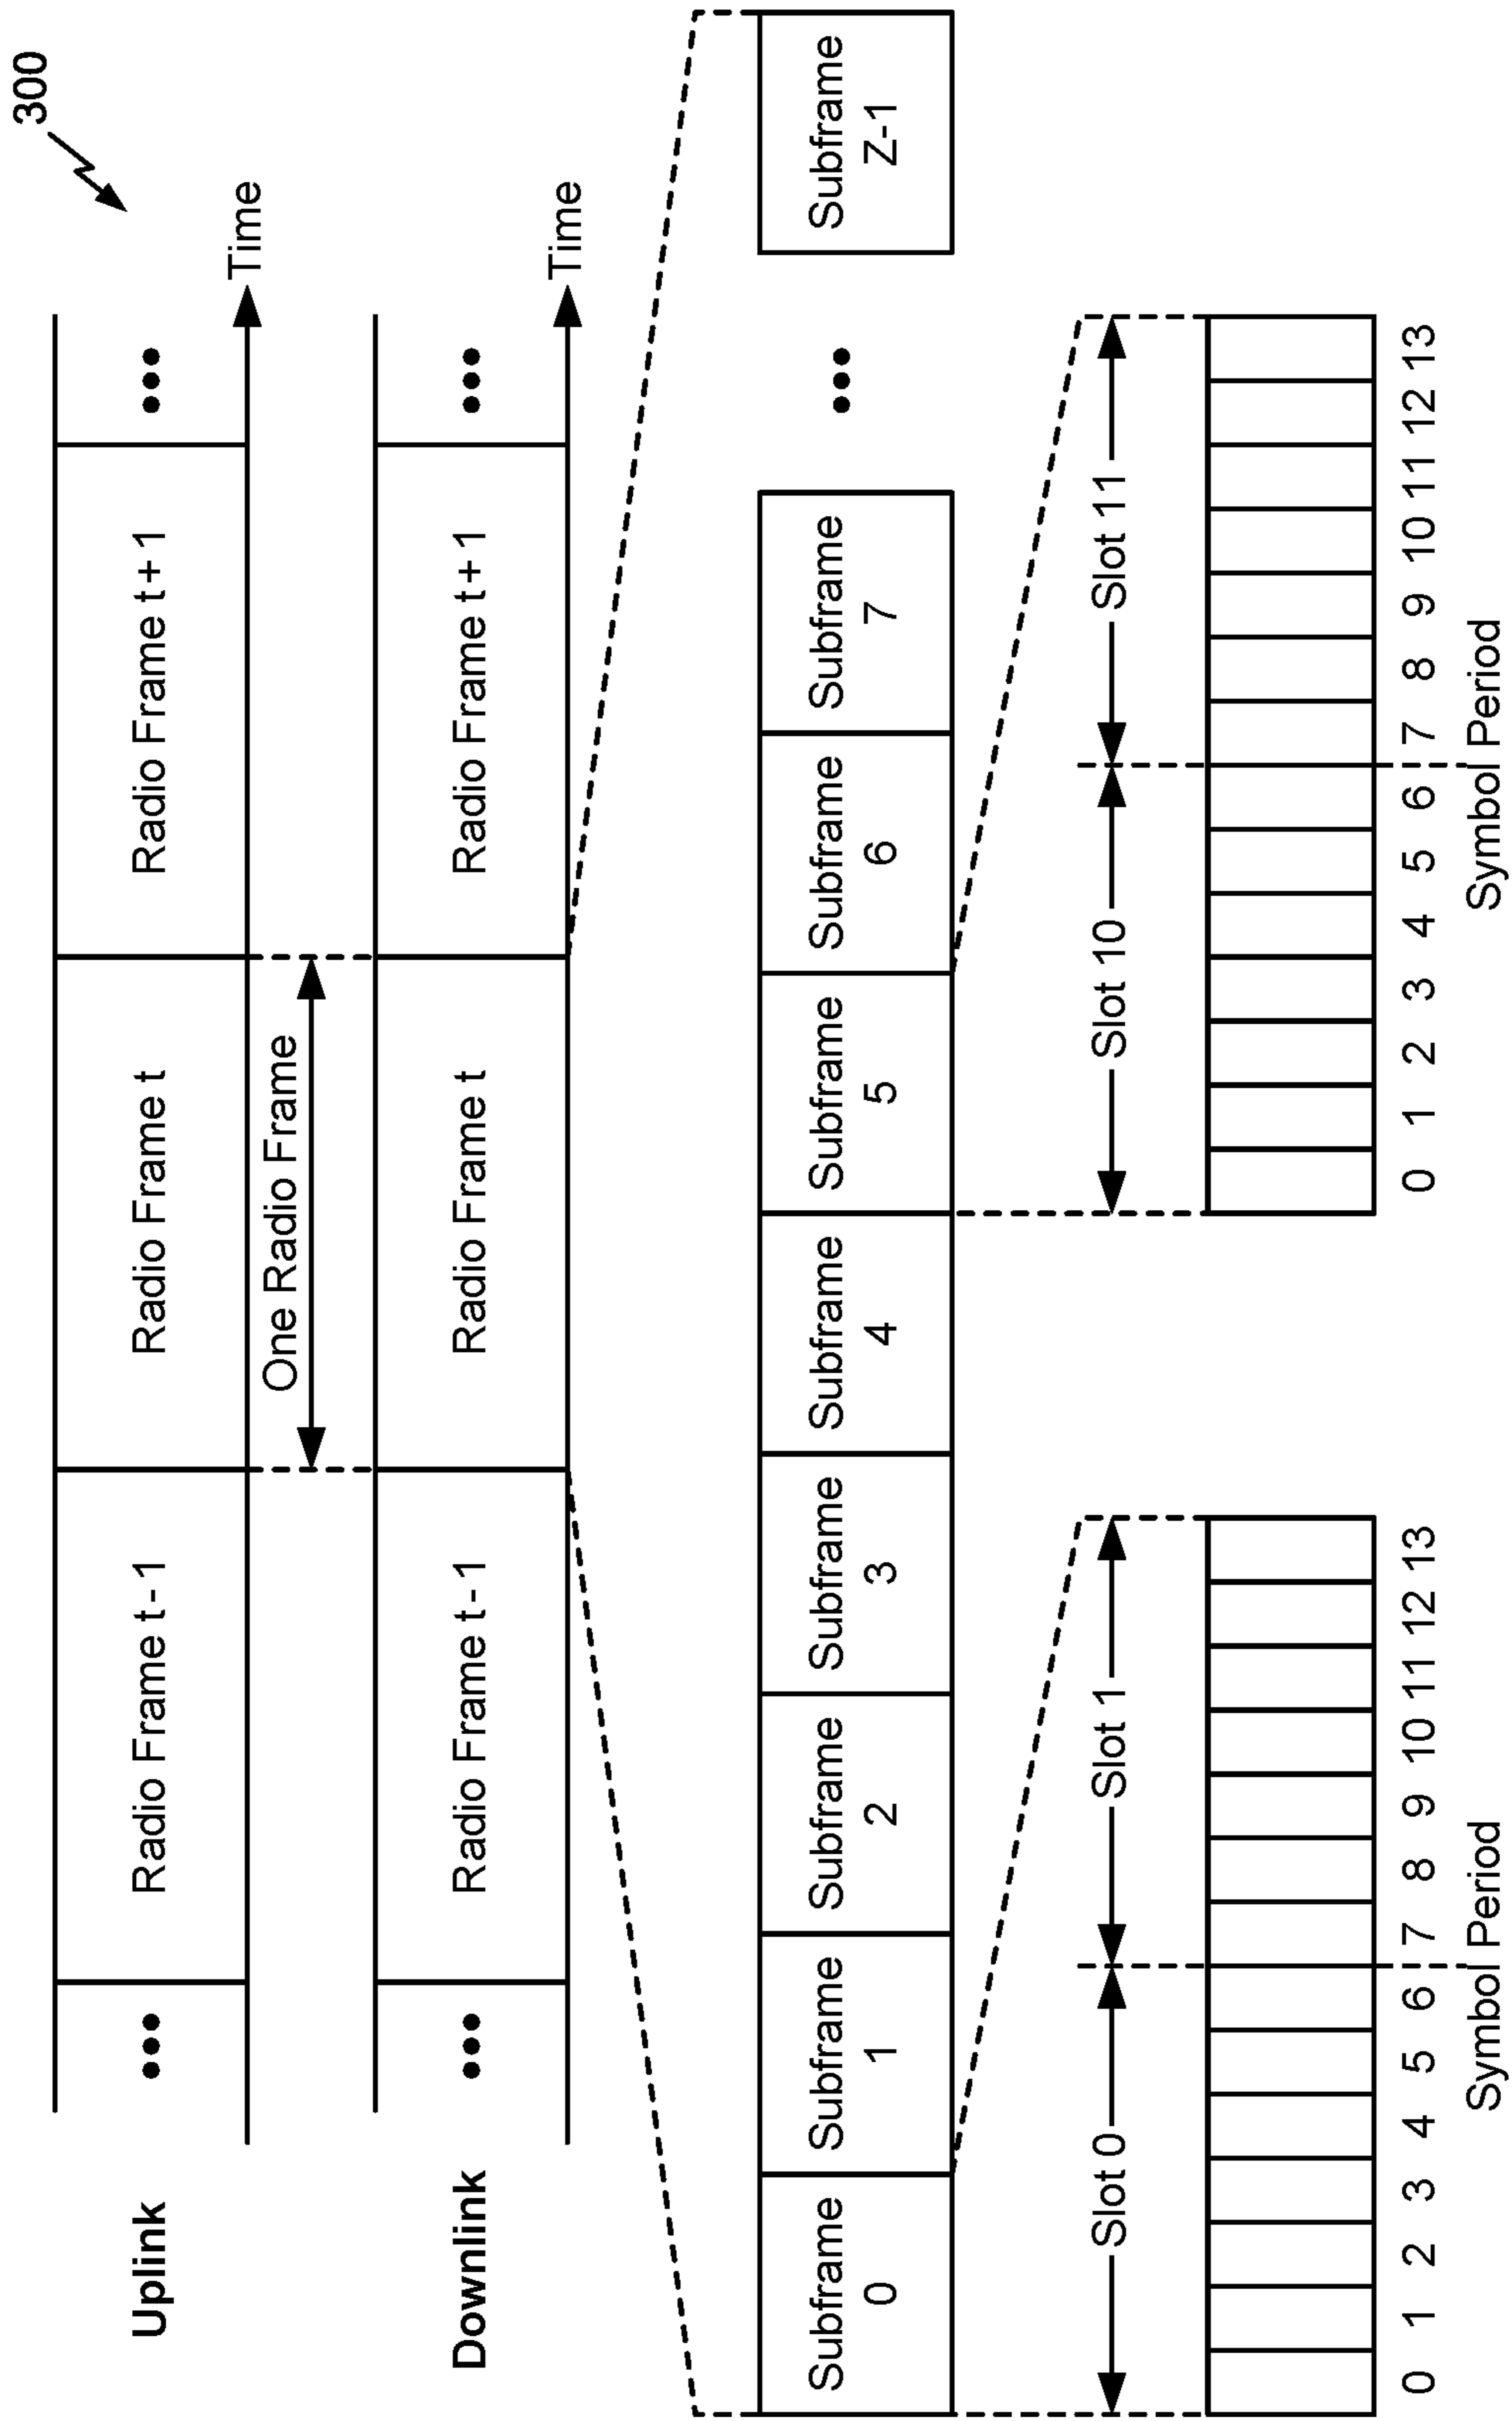 300
Uplink
Radio Frame t-1
Radio Frame t
Radio Frame t+1
Time
One Radio Frame
Downlink
Radio Frame t-1
Radio Frame t
Radio Frame t+1
Time
Subframe
0
Subframe
1
Subframe
2
Subframe
3
Subframe
4
Subframe
5
Subframe
6
Subframe
7
Subframe
Z-1
Slot 0
Slot 1
Slot 10
Slot 11
0 1 2 3 4 5 6 7 8 9 10 11 12 13
Symbol Period
0 1 2 3 4 5 6 7 8 9 10 11 12 13
Symbol Period